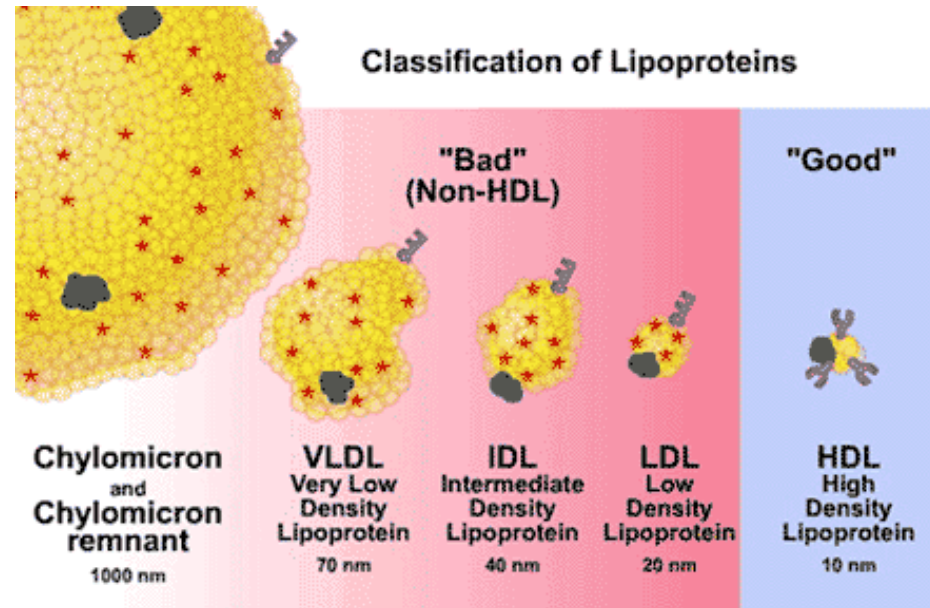 Classification of Lipoproteins
"Bad"
(Non-HDL)
"Good"
Chylomicron
and
Chylomicron
remnant
1000 nm
VLDL
Very Low
Density
Lipoprotein
70 nm
IDL
Intermediate
Density
Lipoprotein
40 nm
LDL
Low
Density
Lipoprotein
20 nm
HDL
High
Density
Lipoprotein
10 nm